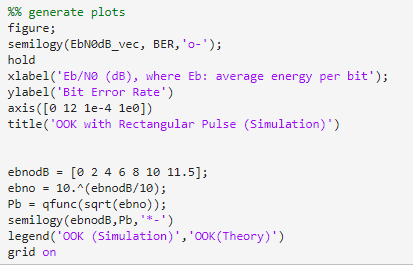 %% generate plots
figure;
semilogy(EbN0dB_vec, BER,'o-');
hold
xlabel('Eb/N0 (dB), where Eb: average energy per bit');
ylabel('Bit Error Rate')
axis([0 12 1e-4 1e0])
title('OOK with Rectangular Pulse (Simulation)')
ebnodB = [0 2 4 6 8 10 11.5];
ebno = 10.^(ebnodB/10);
Pb = qfunc(sqrt(ebno));
semilogy(ebnodB,Pb,'*-')
legend('OOK (Simulation)','OOK(Theory)')
grid on